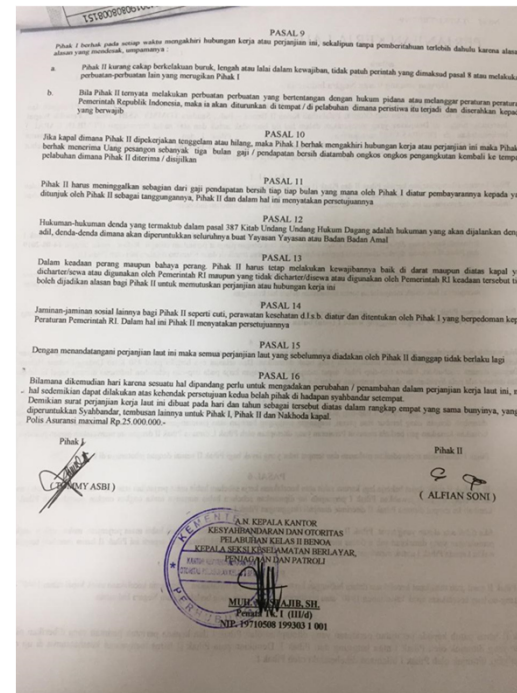 1S71008080800815
PASAL 9
Pihak I berhak pada setiap waktu mengakhiri hubungan kerja atau perjanjian ini, sekalipun tanpa pemberitahuan terlebih dahulu karena alasa
alasan yang mendesak, umpamanya :
a. Pihak II kurang cakap berkelakuan buruk, lengah atau lalai dalam kewajiban, tidak patuh perintah yang dimaksud pasal 8 atau melakuka
perbuatan-perbuatan lain yang merugikan Pihak I
b. Bila Pihak II ternyata melakukan perbuatan perbuatan yang bertentangan dengan hukum pidana atau melanggar peraturan peratura
Pemerintah Republik Indonesia, maka ia akan diturunkan di tempat / di pelabuhan dimana peristiwa itu terjadi dan diserahkan kepad
yang berwajib
PASAL 10
Jika kapal dimana Pihak II dipekerjakan tenggelam atau hilang, maka Pihak I berhak mengakhiri hubungan kerja atau perjanjian ini maka Pihak
berhak menerima Uang pesangon sebanyak tiga bulan gaji / pendapatan bersih diatambah ongkos ongkos pengangkutan kembali ke tempa
pelabuhan dimana Pihak II diterima / disijilkan
PASAL 11
Pihak II harus meninggalkan sebagian dari gaji pendapatan bersih tiap tiap bulan yang mana oleh Pihak I diatur pembayarannya kepada y
ditunjuk oleh Pihak II sebagai tanggungannya, Pihak II dan dalam hal ini menyatakan persetujuannya
PASAL 12
Hukuman-hukuman denda yang termaktub dalam pasal 387 Kitab Undang Undang Hukum Dagang adalah hukuman yang akan dijalankan deng
adil, denda-denda dimana akan diperuntukkan seluruhnya buat Yayasan Yayasan atau Badan Badan Amal
PASAL 13
Dalam keadaan perang maupun bahaya perang. Pihak II harus tetap melakukan kewajibannya baik di darat maupun diatas kapal y
dicharter/sewa atau digunakan oleh Pemerintah RI maupun yang tidak dicharter/disewa atau digunakan oleh Pemerintah RI keadaan tersebut ti
boleh dijadikan alasan bagi Pihak II untuk memutuskan perjanjian atau hubungan kerja ini
PASAL 14
Jaminan-jaminan sosial lainnya bagi Pihak II seperti cuti, perawatan kesehatan d.l.s.b. diatur dan ditentukan oleh Pihak I yang berpedoman kep
Peraturan Pemerintah RI. Dalam hal ini Pihak II menyatakan persetujuannya
PASAL 15
Dengan menandatangani perjanjian laut ini maka semua perjanjian laut yang sebelumnya diadakan oleh Pihak II dianggap tidak berlaku lagi
PASAL 16
Bilamana dikemudian hari karena sesuatu hal dipandang perlu untuk mengadakan perubahan / penambahan dalam perjanjian kerja laut ini,
hal sedemikian dapat dilakukan atas kehendak persetujuan kedua belah pihak di hadapan syahbandar setempat.
Demikian surat perjanjian kerja laut ini dibuat pada hari dan tahun sebagai tersebut diatas dalam rangkap empat yang sama bunyinya, yang
diperuntukkan Syahbandar, tembusan lainnya untuk Pihak I, Pihak II dan Nakhoda kapal.
Polis Asuransi maximal Rp.25.000.000.-
Pihak I
Pihak II
( TOMMY ASBI )
( ALFIAN SONI )
A.N. KEPALA KANTOR
KESYAHBANDARAN DAN OTORITAS
PELABUHAN KELAS II BENOA
KEPALA SEKSI KESELAMATAN BERLAYAR,
PENJAGAAN DAN PATROLI
Penata Tk. I (III/d)
NIP. 19710508 199303 1 001